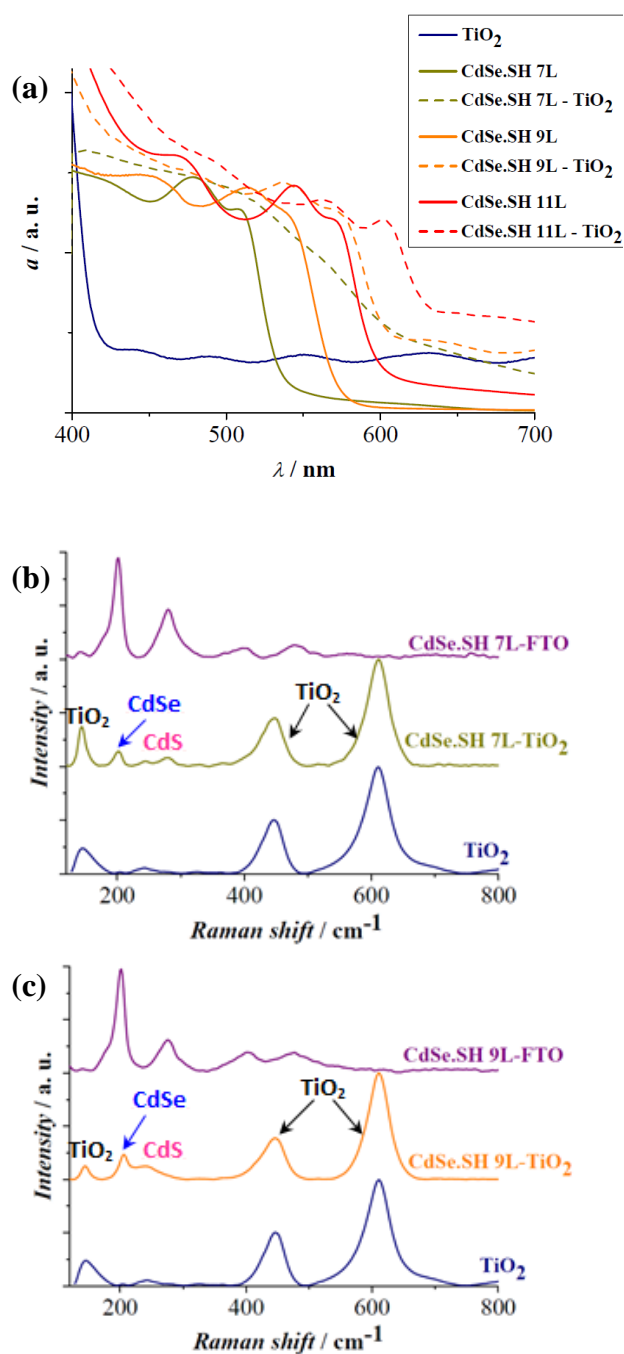 (a)
TiO2
CdSe.SH 7L
CdSe.SH 7L - TiO2
CdSe.SH 9L
CdSe.SH 9L - TiO2
CdSe.SH 11L
CdSe.SH 11L - TiO2
a / a. u.
400 500 600 700
λ / nm
(b)
CdSe.SH 7L-FTO
TiO2
CdSe
TiO2
CdS
CdSe.SH 7L-TiO2
TiO2
Intensity / a. u.
200 400 600 800
Raman shift / cm-1
(c)
CdSe.SH 9L-FTO
CdSe
TiO2
TiO2
CdS
CdSe.SH 9L-TiO2
TiO2
Intensity / a. u.
200 400 600 800
Raman shift / cm-1